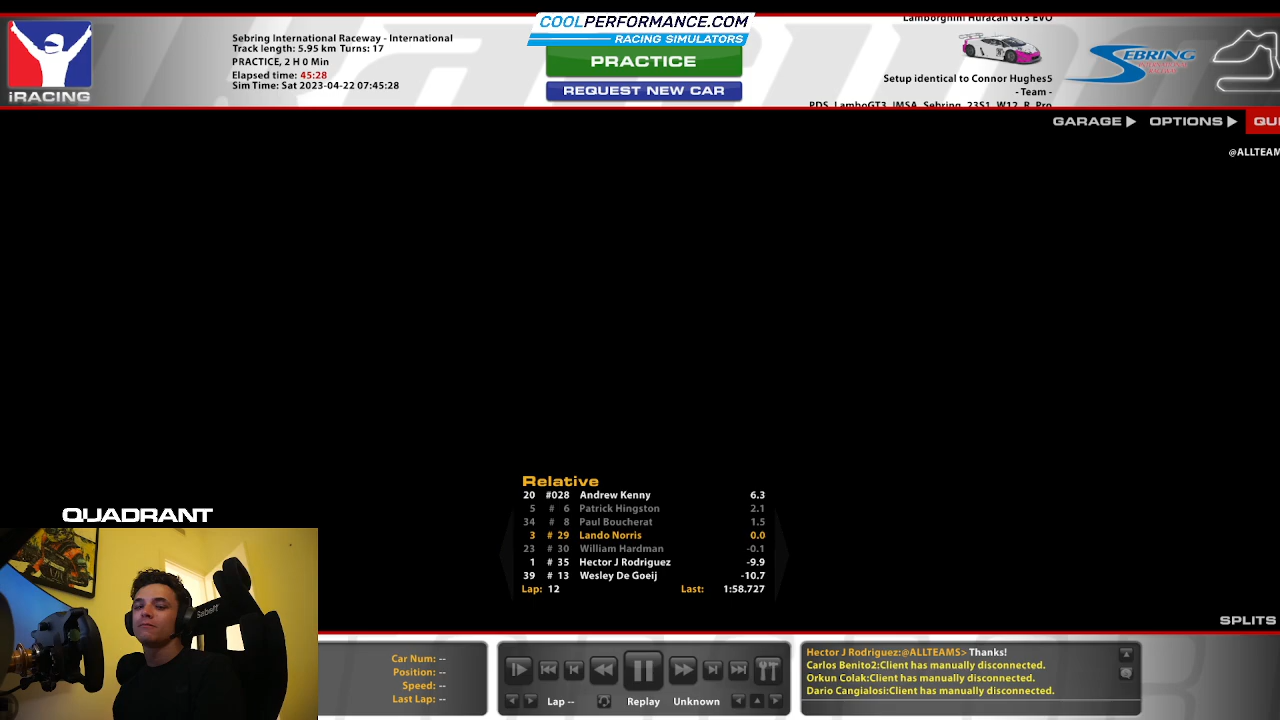 Lamborghini Huracan GT3 EVO
COOLPERFORMANCE.COM
RACING SIMULATORS
iRACING
Sebring International Raceway - International
Track length: 5.95 km Turns: 17
PRACTICE, 2 H 0 Min
Elapsed time: 45:28
Sim Time: Sat 2023-04-22 07:45:28
PRACTICE
REQUEST NEW CAR
SEBRING
Setup identical to Connor Hughes5
- Team -
PDS_LamboGT3_IMSA_Sebring_23S1_W12_R_Pro
GARAGE
OPTIONS
QUI
@ALLTEAMS
Relative
20 #028 Andrew Kenny 6.3
5 # 6 Patrick Hingston 2.1
34 # 8 Paul Boucherat 1.5
3 # 29 Lando Norris 0.0
23 # 30 William Hardman -0.1
1 # 35 Hector J Rodriguez -9.9
39 # 13 Wesley De Goeij -10.7
Lap: 12 Last: 1:58.727
QUADRANT
Sabelt
SPLITS
Car Num: --
Position: --
Speed: --
Last Lap: --
Lap --
Replay
Unknown
Hector J Rodriguez:@ALLTEAMS> Thanks!
Carlos Benito2:Client has manually disconnected.
Orkun Colak:Client has manually disconnected.
Dario Cangialosi:Client has manually disconnected.